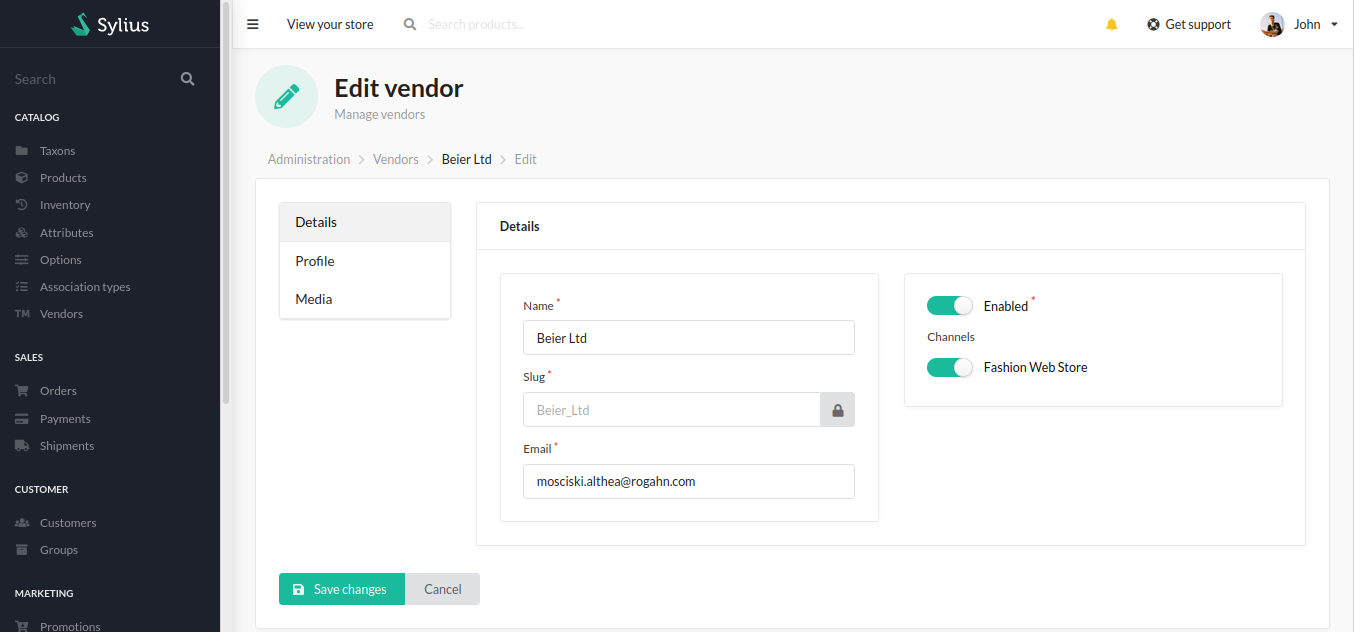 Sylius
View your store
Search products...
Get support
John
Search
CATALOG
Taxons
Products
Inventory
Attributes
Options
Association types
TM Vendors
SALES
Orders
Payments
Shipments
CUSTOMER
Customers
Groups
MARKETING
Promotions
Edit vendor
Manage vendors
Administration > Vendors > Beier Ltd > Edit
Details
Profile
Media
Details
Name *
Beier Ltd
Slug *
Beier_Ltd
Email *
mosciski.althea@rogahn.com
Enabled *
Channels
Fashion Web Store
Save changes
Cancel